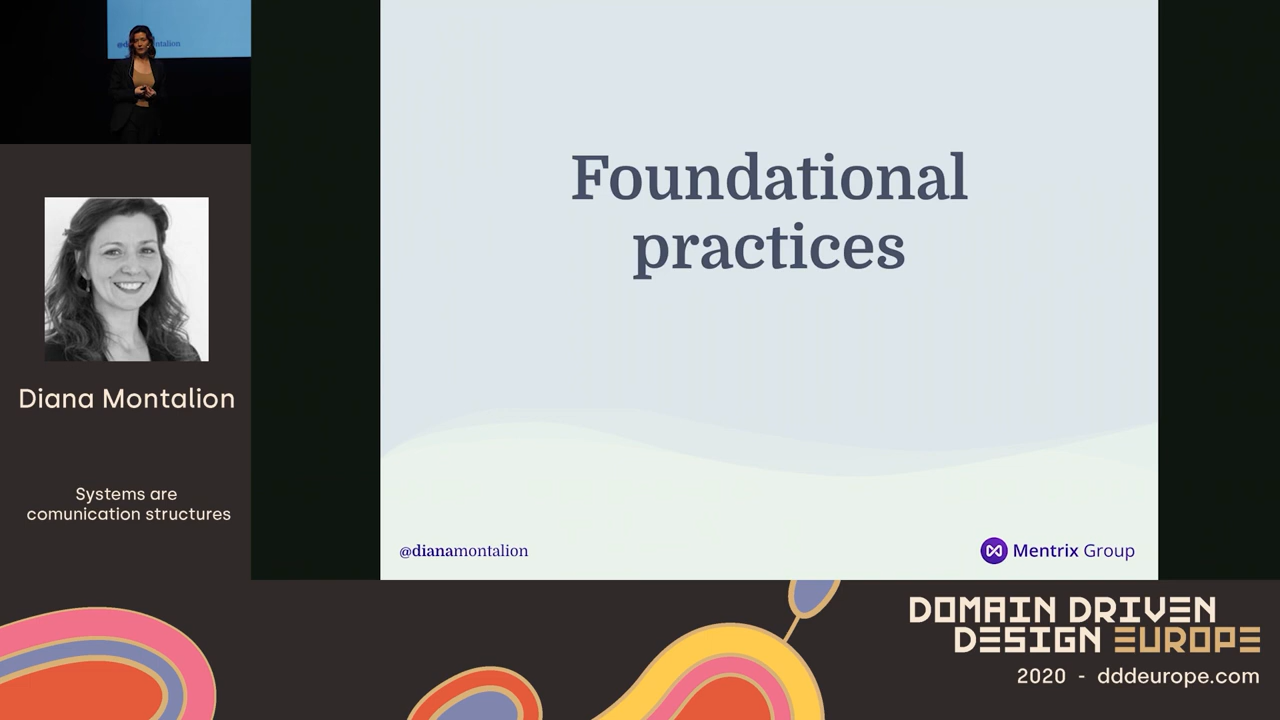 Foundational
practices
@dianamontalion
Mentrix Group
Diana Montalion
Systems are
comunication structures
DOMAIN DRIVEN
DESIGN EUROPE
2020 - dddeurope.com